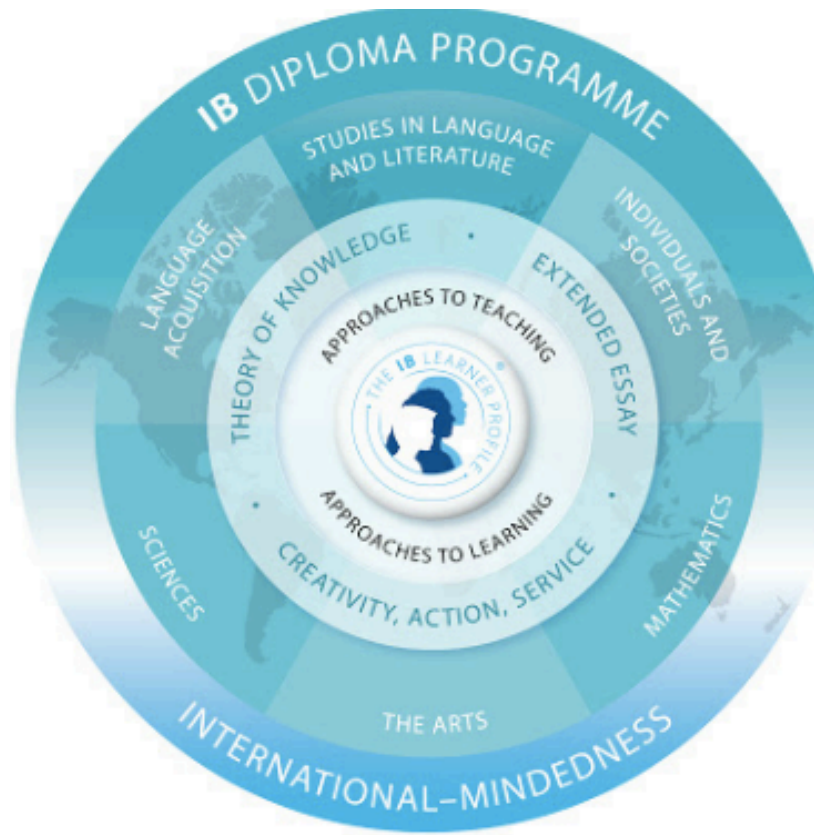 IB DIPLOMA PROGRAMME
STUDIES IN LANGUAGE
AND LITERATURE
LANGUAGE
ACQUISITION
INDIVIDUALS AND
SOCIETIES
THEORY OF KNOWLEDGE
·
EXTENDED ESSAY
APPROACHES TO TEACHING
· THE IB LEARNER PROFILE ·
®
APPROACHES TO LEARNING
· CREATIVITY, ACTION, SERVICE ·
SCIENCES
MATHEMATICS
THE ARTS
INTERNATIONAL–MINDEDNESS